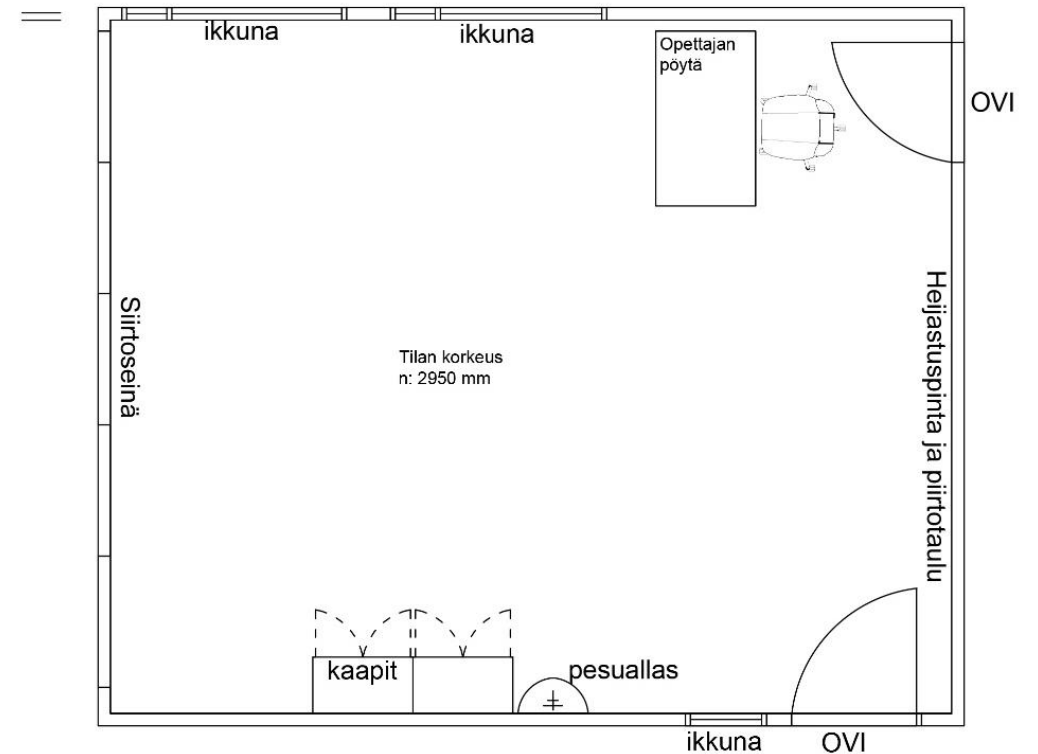 ikkuna
ikkuna
Opettajan
pöytä
OVI
Siirtoseinä
Heijastuspinta ja piirtotaulu
Tilan korkeus
n: 2950 mm
kaapit
pesuallas
ikkuna
OVI